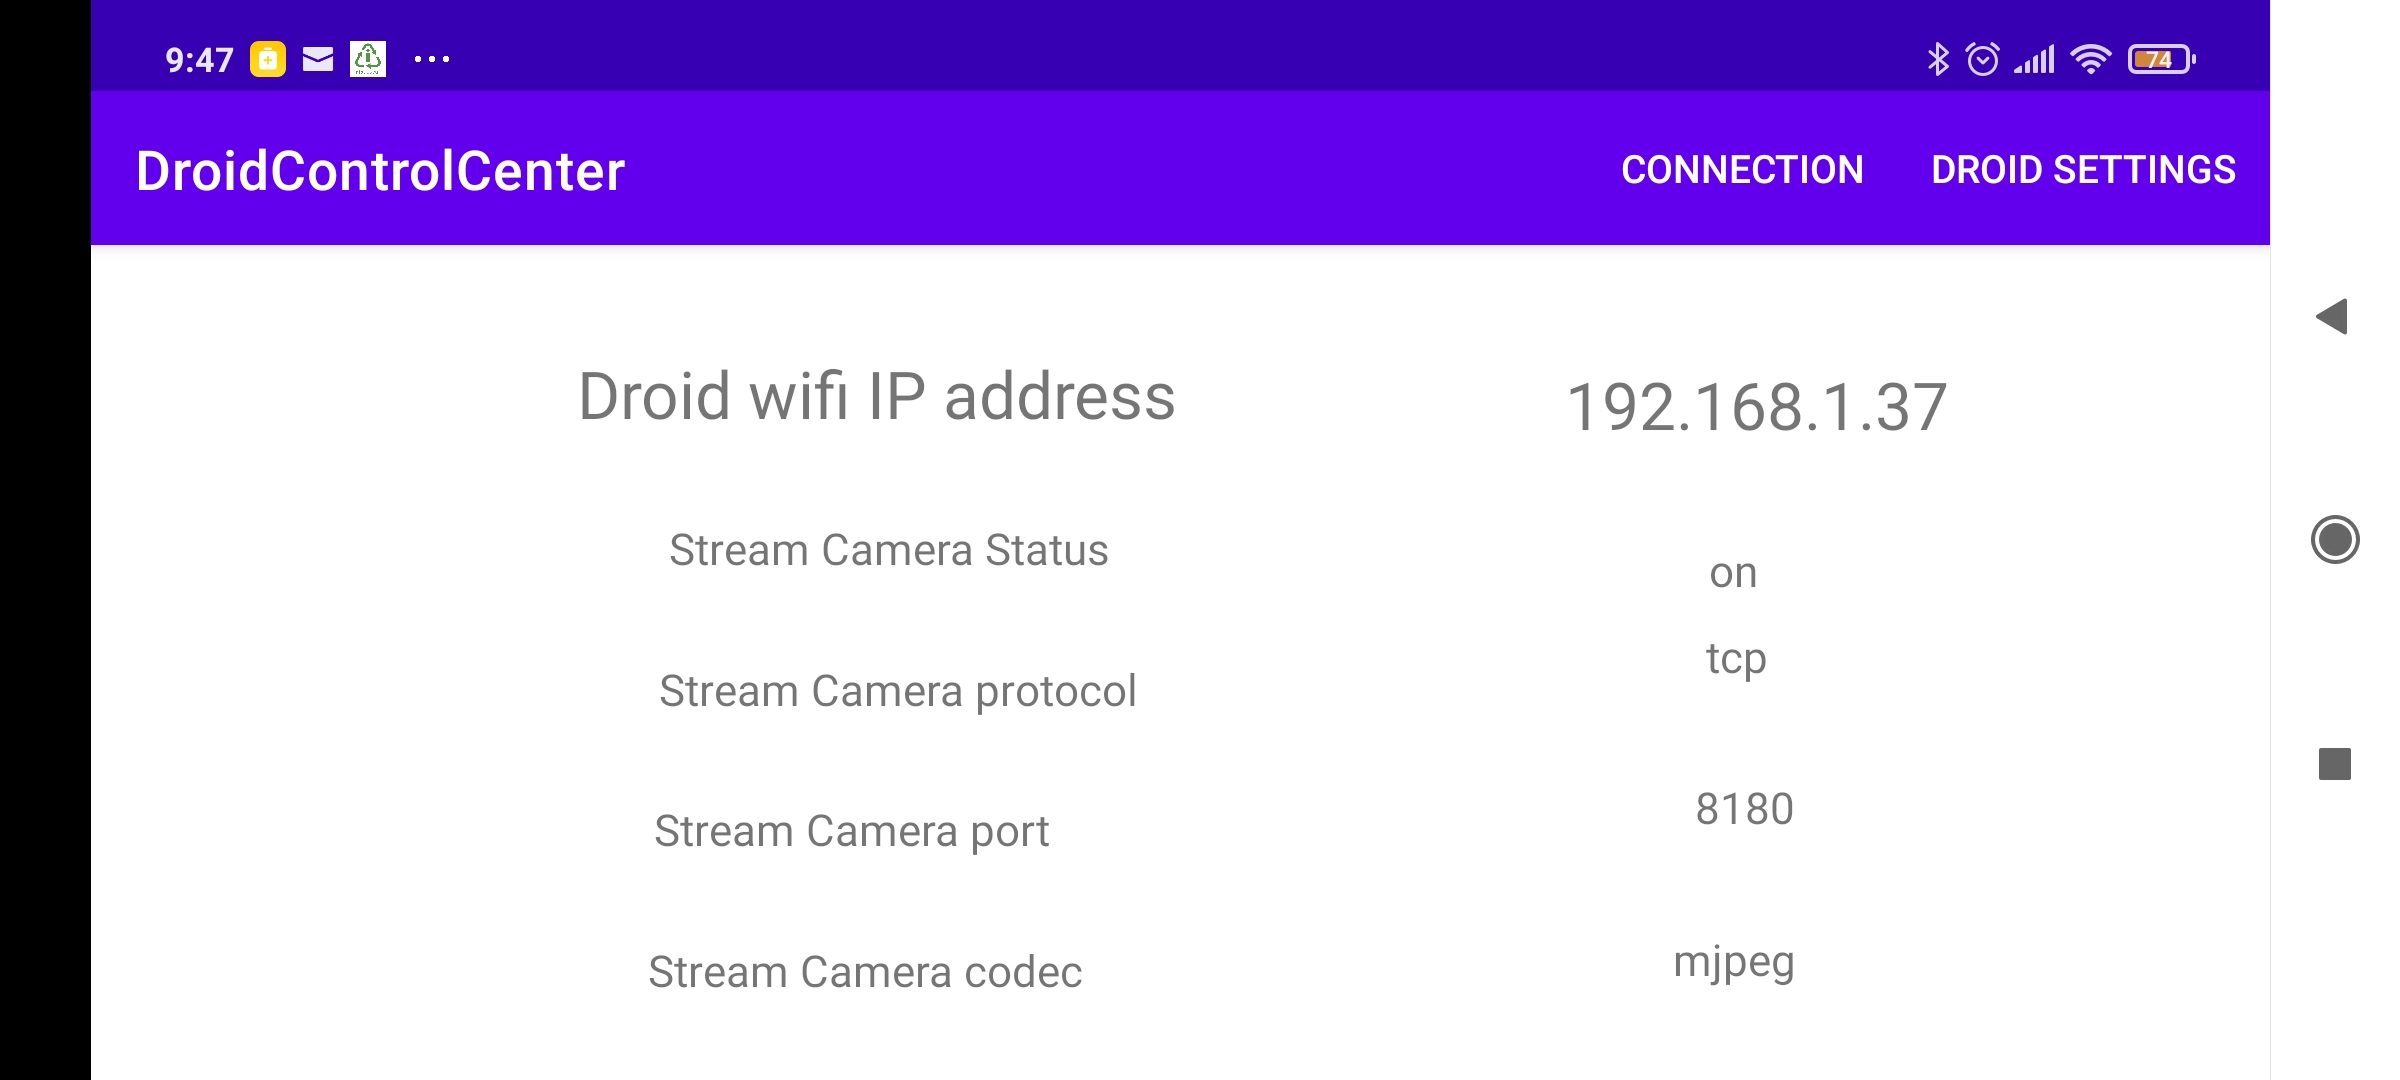 9:47
74
DroidControlCenter
CONNECTION
DROID SETTINGS
Droid wifi IP address
192.168.1.37
Stream Camera Status
on
Stream Camera protocol
tcp
Stream Camera port
8180
Stream Camera codec
mjpeg